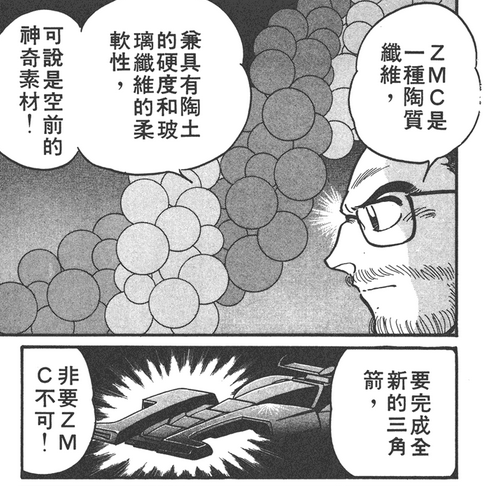 ZMC是
一種陶質
纖維，
兼具有陶土
的硬度和玻
璃纖維的柔
軟性，
可說是空前的
神奇素材！
要完成全
新的三角
箭，
非要ZM
C不可！